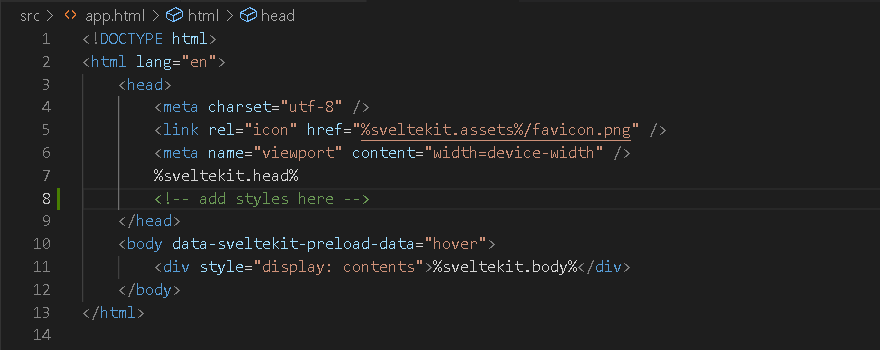 src > app.html > html > head
1 <!DOCTYPE html>
2 <html lang="en">
3 <head>
4 <meta charset="utf-8" />
5 <link rel="icon" href="%sveltekit.assets%/favicon.png" />
6 <meta name="viewport" content="width=device-width" />
7 %sveltekit.head%
8 <!-- add styles here -->
9 </head>
10 <body data-sveltekit-preload-data="hover">
11 <div style="display: contents">%sveltekit.body%</div>
12 </body>
13 </html>
14